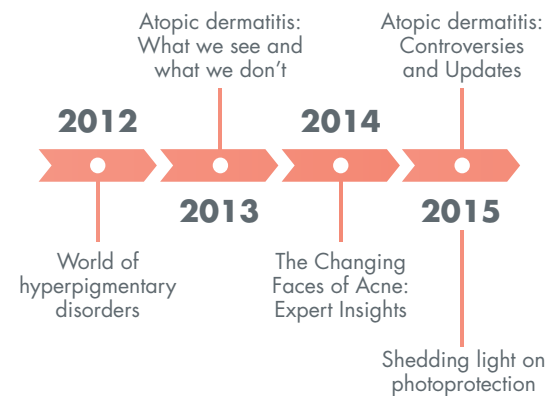 Atopic dermatitis:
What we see and
what we don't
Atopic dermatitis:
Controversies
and Updates
2012
2014
2013
2015
World of
hyperpigmentary
disorders
The Changing
Faces of Acne:
Expert Insights
Shedding light on
photoprotection